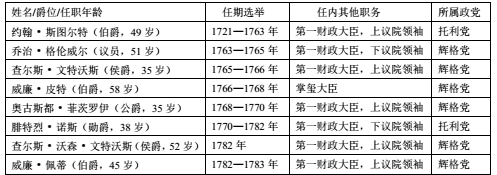 姓名/爵位/任职年龄 任期选举 任内其他职务 所属政党
约翰·斯图尔特（伯爵，49 岁） 1721—1763 年 第一财政大臣，上议院领袖 托利党
乔治·格伦威尔（议员，51 岁） 1763—1765 年 第一财政大臣，下议院领袖 辉格党
查尔斯·文特沃斯（侯爵，35 岁） 1765—1766 年 第一财政大臣，上议院领袖 辉格党
威廉·皮特（伯爵，58 岁） 1766—1768 年 掌玺大臣 辉格党
奥古斯都·菲茨罗伊（公爵，35 岁） 1768—1770 年 第一财政大臣，上议院领袖 辉格党
腓特烈·诺斯（勋爵，38 岁） 1770—1782 年 第一财政大臣，下议院领袖 托利党
查尔斯·沃森·文特沃斯（侯爵，52 岁） 1782 年 第一财政大臣，上议院领袖 辉格党
威廉·佩蒂（伯爵，45 岁） 1782—1783 年 第一财政大臣，上议院领袖 辉格党